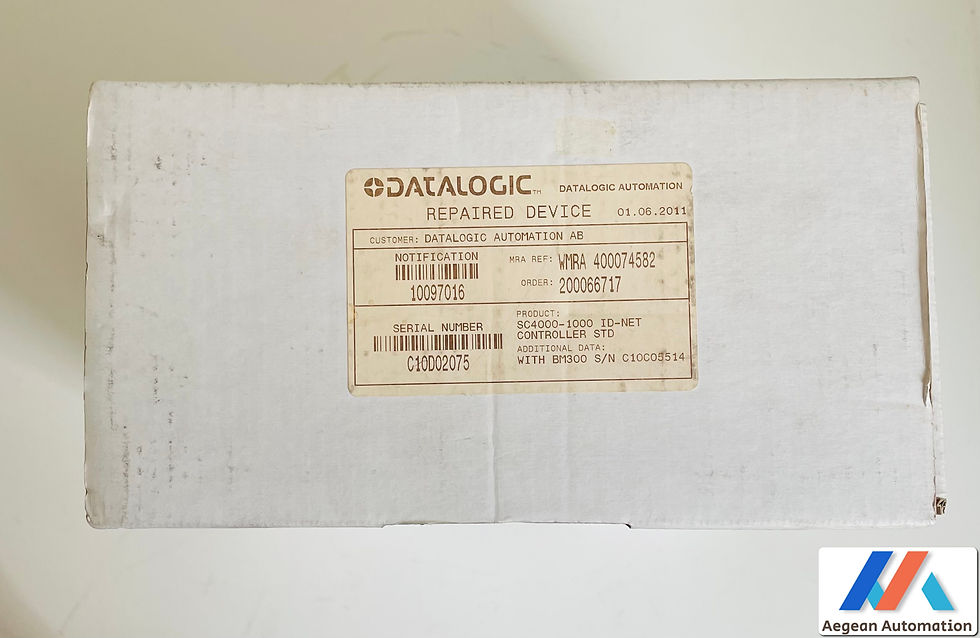 DATALOGIC TM DATALOGIC AUTOMATION
REPAIRED DEVICE 01.06.2011
CUSTOMER: DATALOGIC AUTOMATION AB
NOTIFICATION
10097016
MRA REF: WMRA 400074582
ORDER: 200066717
SERIAL NUMBER
C10D02075
PRODUCT:
SC4000-1000 ID-NET
CONTROLLER STD
ADDITIONAL DATA:
WITH BM300 S/N C10C05514
Aegean Automation